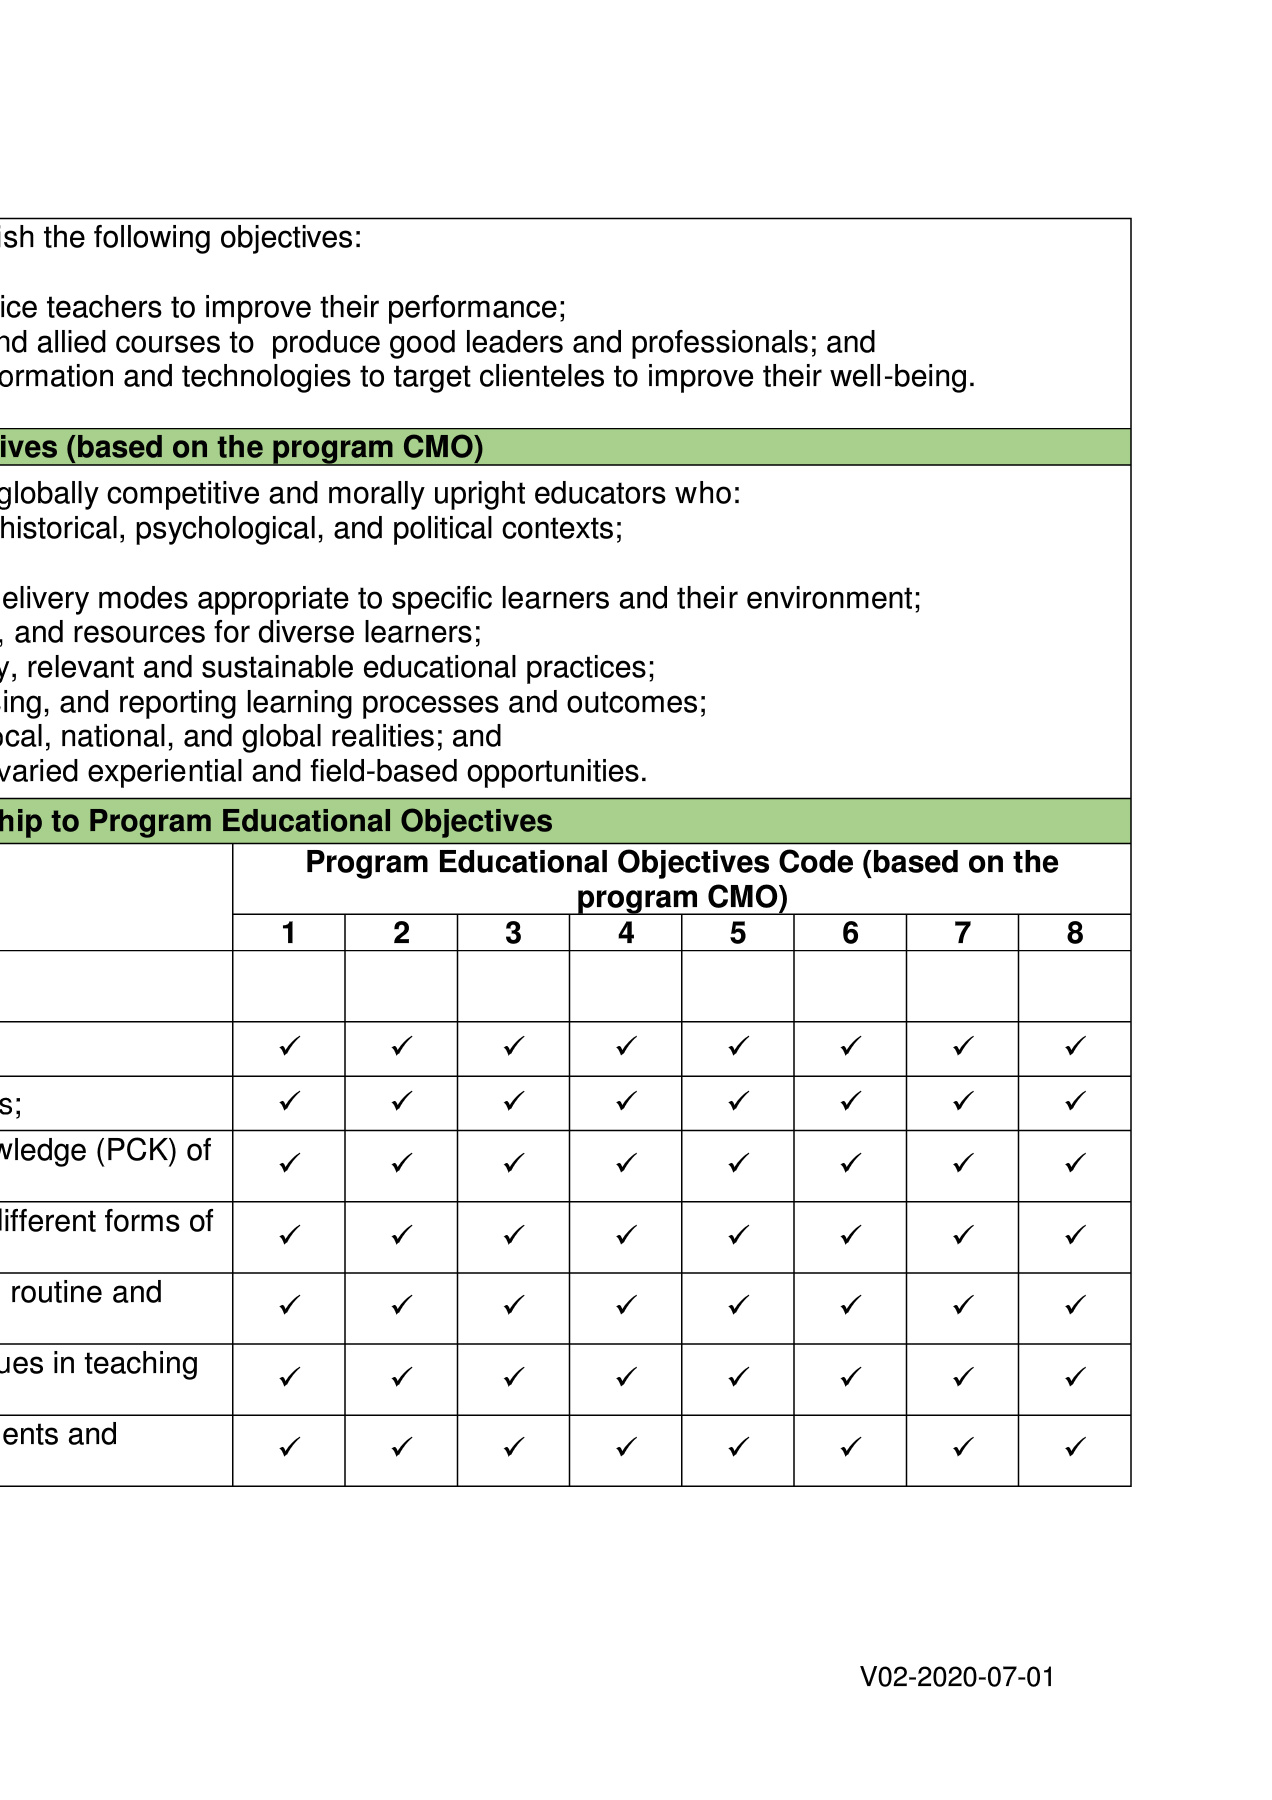 ish the following objectives:
ice teachers to improve their performance;
nd allied courses to  produce good leaders and professionals; and
ormation and technologies to target clienteles to improve their well-being.
ives (based on the program CMO)
globally competitive and morally upright educators who:
historical, psychological, and political contexts;
elivery modes appropriate to specific learners and their environment;
, and resources for diverse learners;
y, relevant and sustainable educational practices;
sing, and reporting learning processes and outcomes;
ocal, national, and global realities; and
varied experiential and field-based opportunities.
hip to Program Educational Objectives
Program Educational Objectives Code (based on the
program CMO)
1 2 3 4 5 6 7 8
✓ ✓ ✓ ✓ ✓ ✓ ✓ ✓
s; ✓ ✓ ✓ ✓ ✓ ✓ ✓ ✓
wledge (PCK) of ✓ ✓ ✓ ✓ ✓ ✓ ✓ ✓
different forms of ✓ ✓ ✓ ✓ ✓ ✓ ✓ ✓
routine and ✓ ✓ ✓ ✓ ✓ ✓ ✓ ✓
ues in teaching ✓ ✓ ✓ ✓ ✓ ✓ ✓ ✓
ents and ✓ ✓ ✓ ✓ ✓ ✓ ✓ ✓
V02-2020-07-01